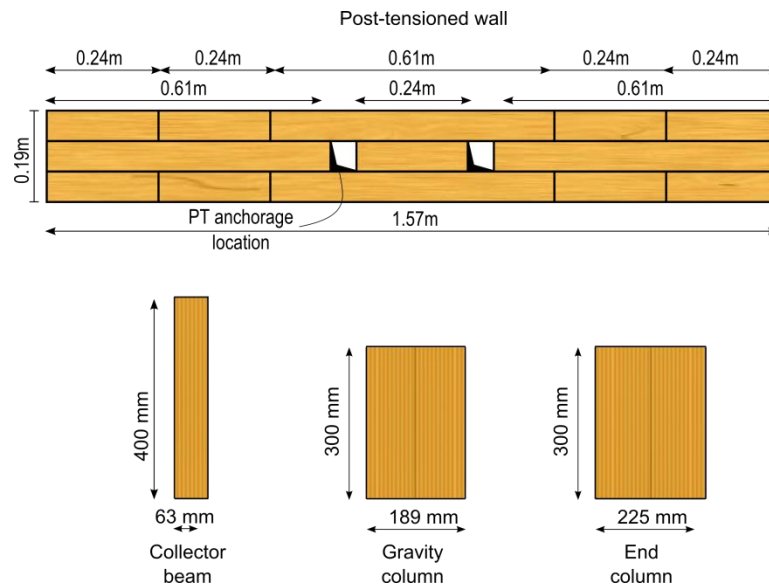 Post-tensioned wall
0.24m 0.24m 0.61m 0.24m 0.24m
0.61m 0.24m 0.61m
0.19m
PT anchorage
location
1.57m
400 mm
300 mm
300 mm
63 mm 189 mm 225 mm
Collector Gravity End
beam column column